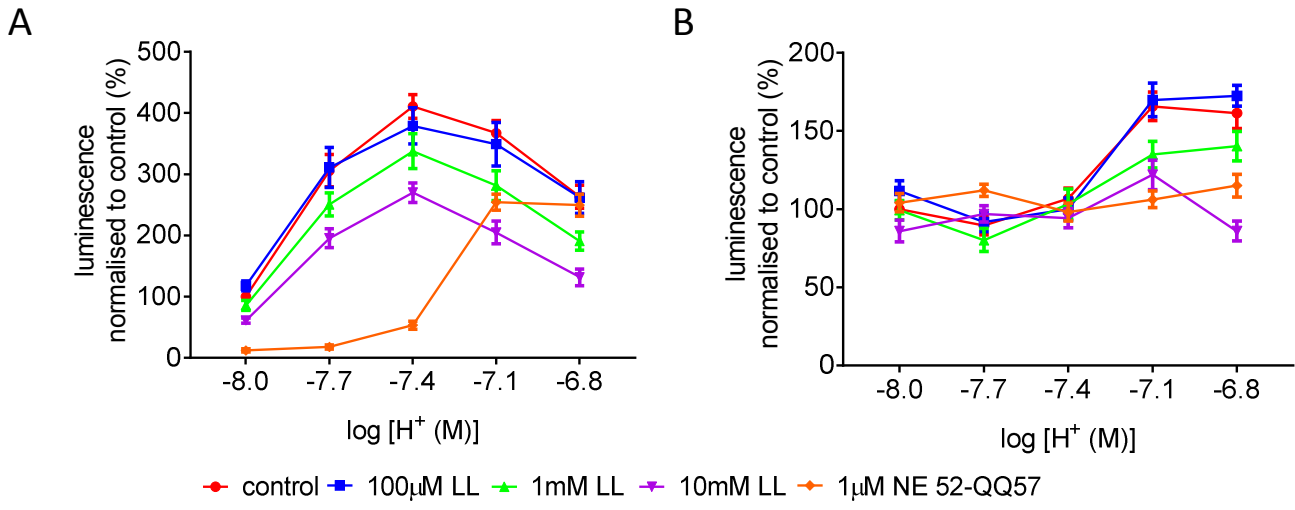 A
luminescence
normalised to control (%)
500
400
300
200
100
0
-8.0 -7.7 -7.4 -7.1 -6.8
log [H⁺ (M)]
B
luminescence
normalised to control (%)
200
150
100
50
0
-8.0 -7.7 -7.4 -7.1 -6.8
log [H⁺ (M)]
control 100μM LL 1mM LL 10mM LL 1μM NE 52-QQ57